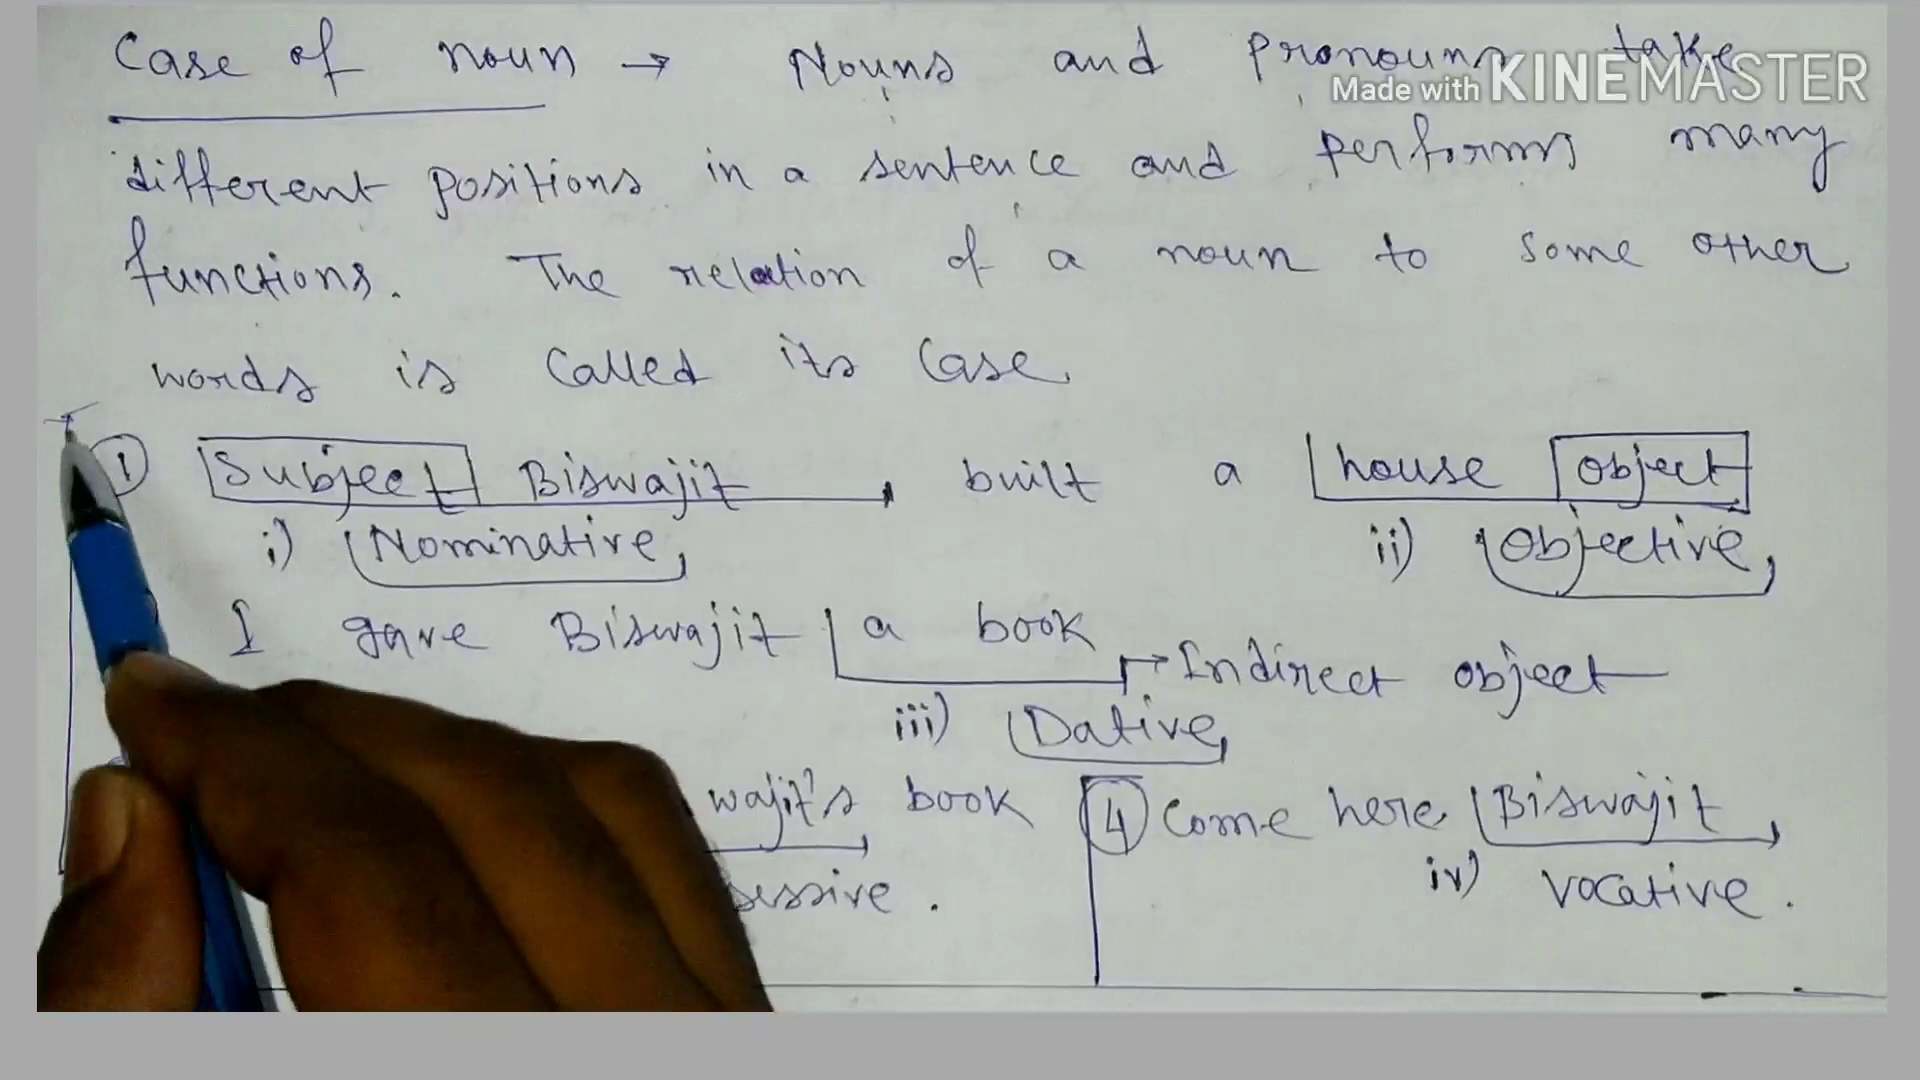 Case of noun → Nouns and pronouns take
Made with KINEMASTER
different positions in a sentence and performs many
functions. The relation of a noun to some other
words is called its case.
1 Subject Biswajit built a house object
i) Nominative ii) Objective
I gave Biswajit a book
→ Indirect object
iii) Dative
wajit's book 4 Come here, Biswajit
sessive. iv) Vocative.